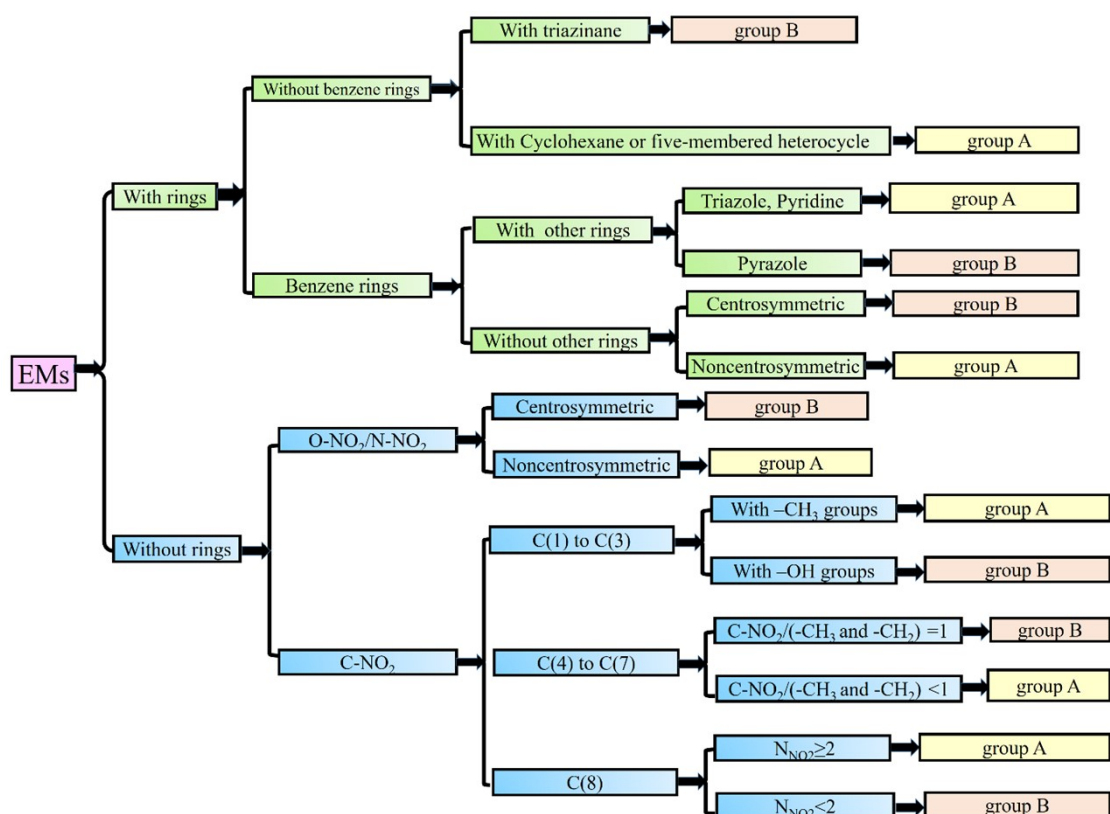 With triazinane
group B
Without benzene rings
With Cyclohexane or five-membered heterocycle
group A
With rings
Triazole, Pyridine
group A
With other rings
Pyrazole
group B
Benzene rings
Centrosymmetric
group B
Without other rings
Noncentrosymmetric
group A
EMs
Centrosymmetric
group B
O-NO₂/N-NO₂
Noncentrosymmetric
group A
With –CH₃ groups
group A
Without rings
C(1) to C(3)
With –OH groups
group B
C-NO₂/(-CH₃ and -CH₂) =1
group B
C-NO₂
C(4) to C(7)
C-NO₂/(-CH₃ and -CH₂) <1
group A
N_NO2≥2
group A
C(8)
N_NO2<2
group B